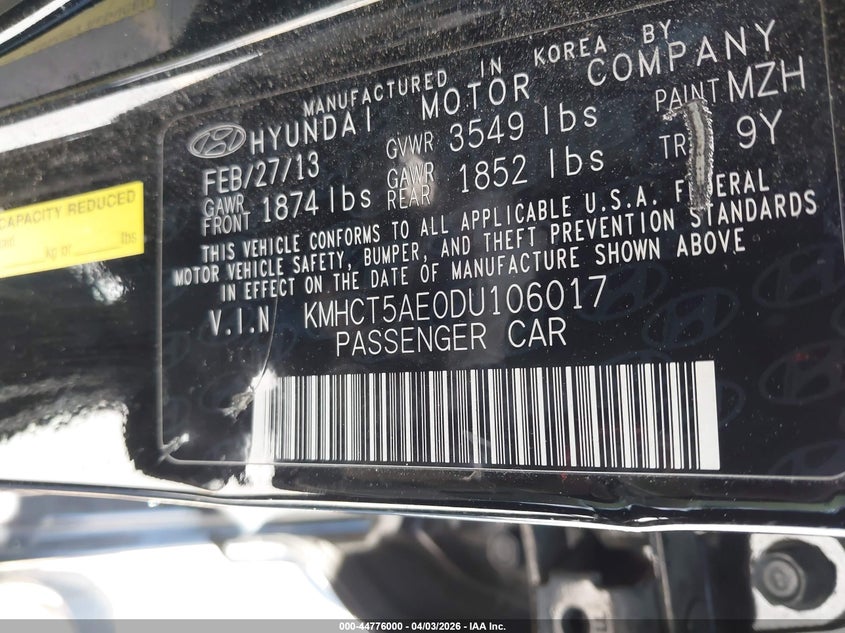 MANUFACTURED IN KOREA BY
HYUNDAI MOTOR COMPANY
FEB/27/13 GVWR 3549 lbs PAINT MZH
GAWR FRONT 1874 lbs GAWR REAR 1852 lbs TR 9Y
THIS VEHICLE CONFORMS TO ALL APPLICABLE U.S.A. FEDERAL
MOTOR VEHICLE SAFETY, BUMPER, AND THEFT PREVENTION STANDARDS
IN EFFECT ON THE DATE OF MANUFACTURE SHOWN ABOVE
V.I.N KMHCT5AE0DU106017
PASSENGER CAR
CAPACITY REDUCED
kg or lbs
000-44776000 - 04/03/2026 - IAA Inc.